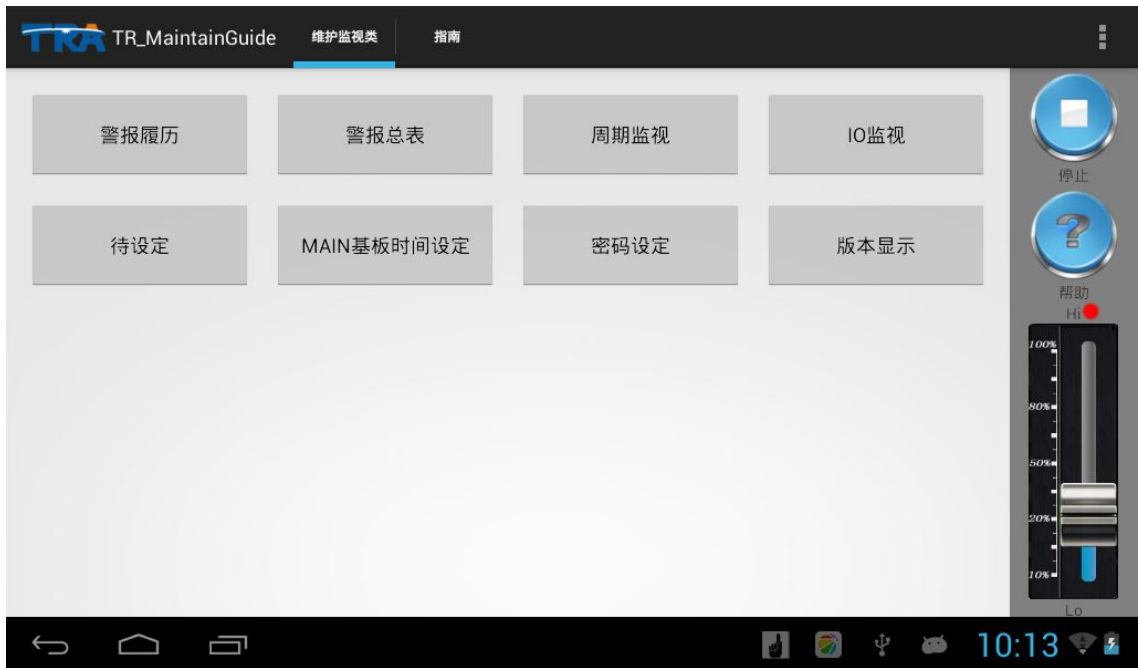 TRA TR_MaintainGuide 维护监视类 指南
警报履历 警报总表 周期监视 IO监视
停止
待设定 MAIN基板时间设定 密码设定 版本显示
帮助
Hi
100%
80%
50%
20%
10%
Lo
10:13